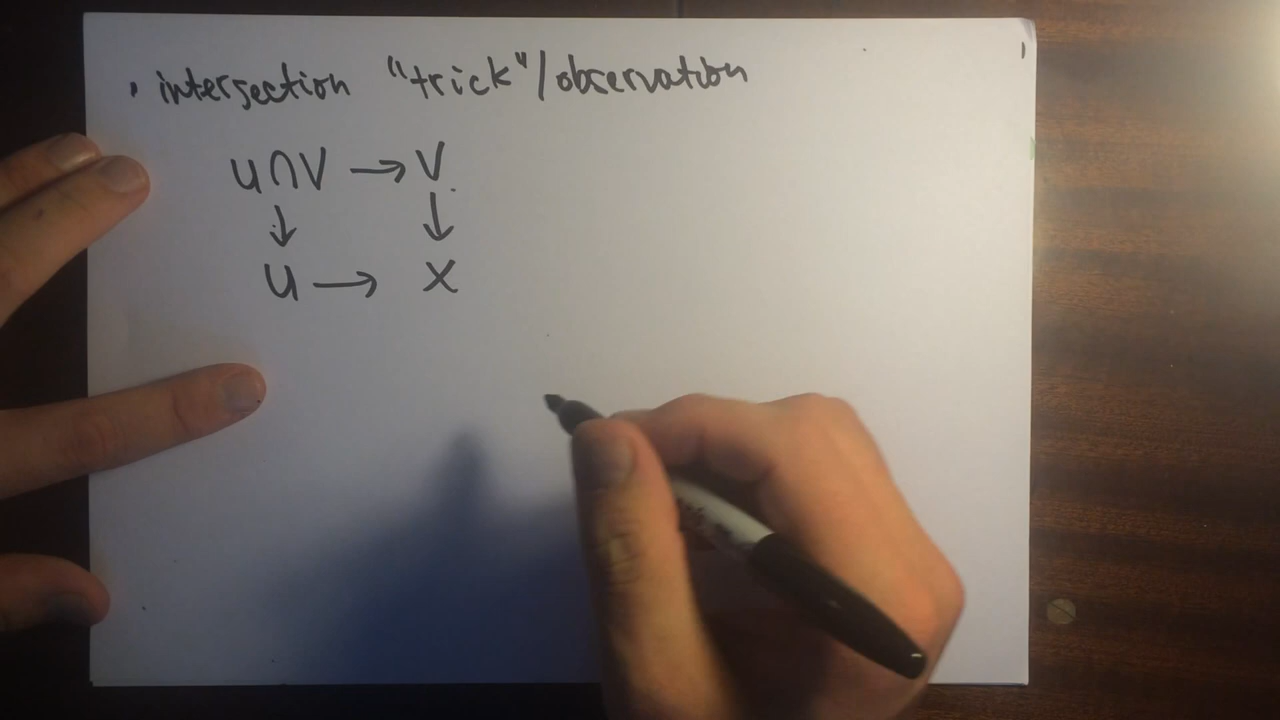 • intersection "trick"/observation
U∩V → V
↓ ↓
U → X